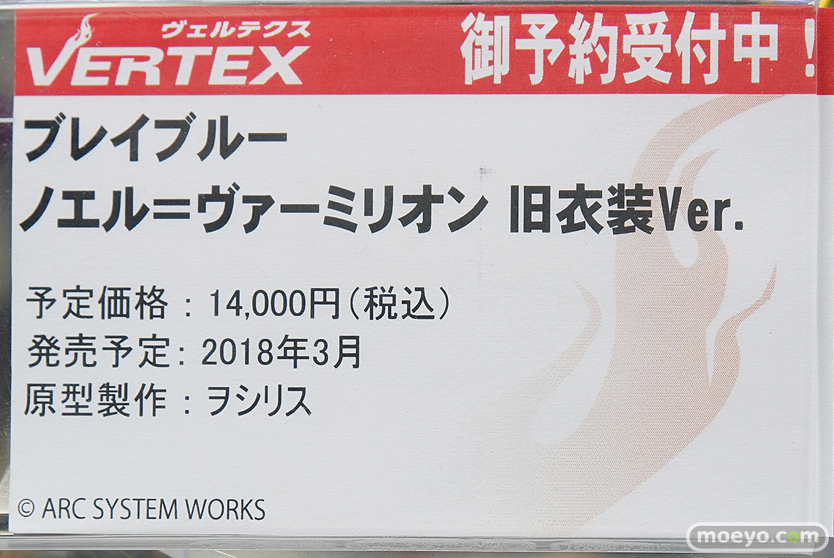 ヴェルテクス
VERTEX
御予約受付中！
ブレイブルー
ノエル＝ヴァーミリオン 旧衣装Ver.
予定価格：14,000円（税込）
発売予定：2018年3月
原型製作：ヲシリス
© ARC SYSTEM WORKS
moeyo.com